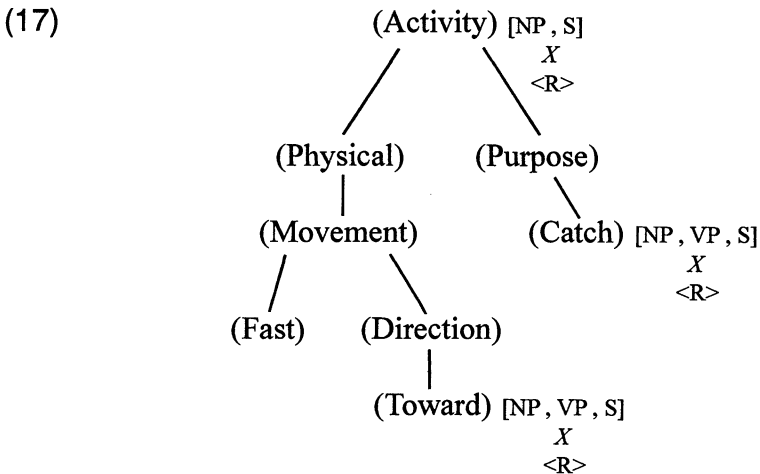 (17)
(Activity) [NP , S]
X
<R>
(Physical) (Purpose)
(Movement) (Catch) [NP , VP , S]
X
<R>
(Fast) (Direction)
(Toward) [NP , VP , S]
X
<R>